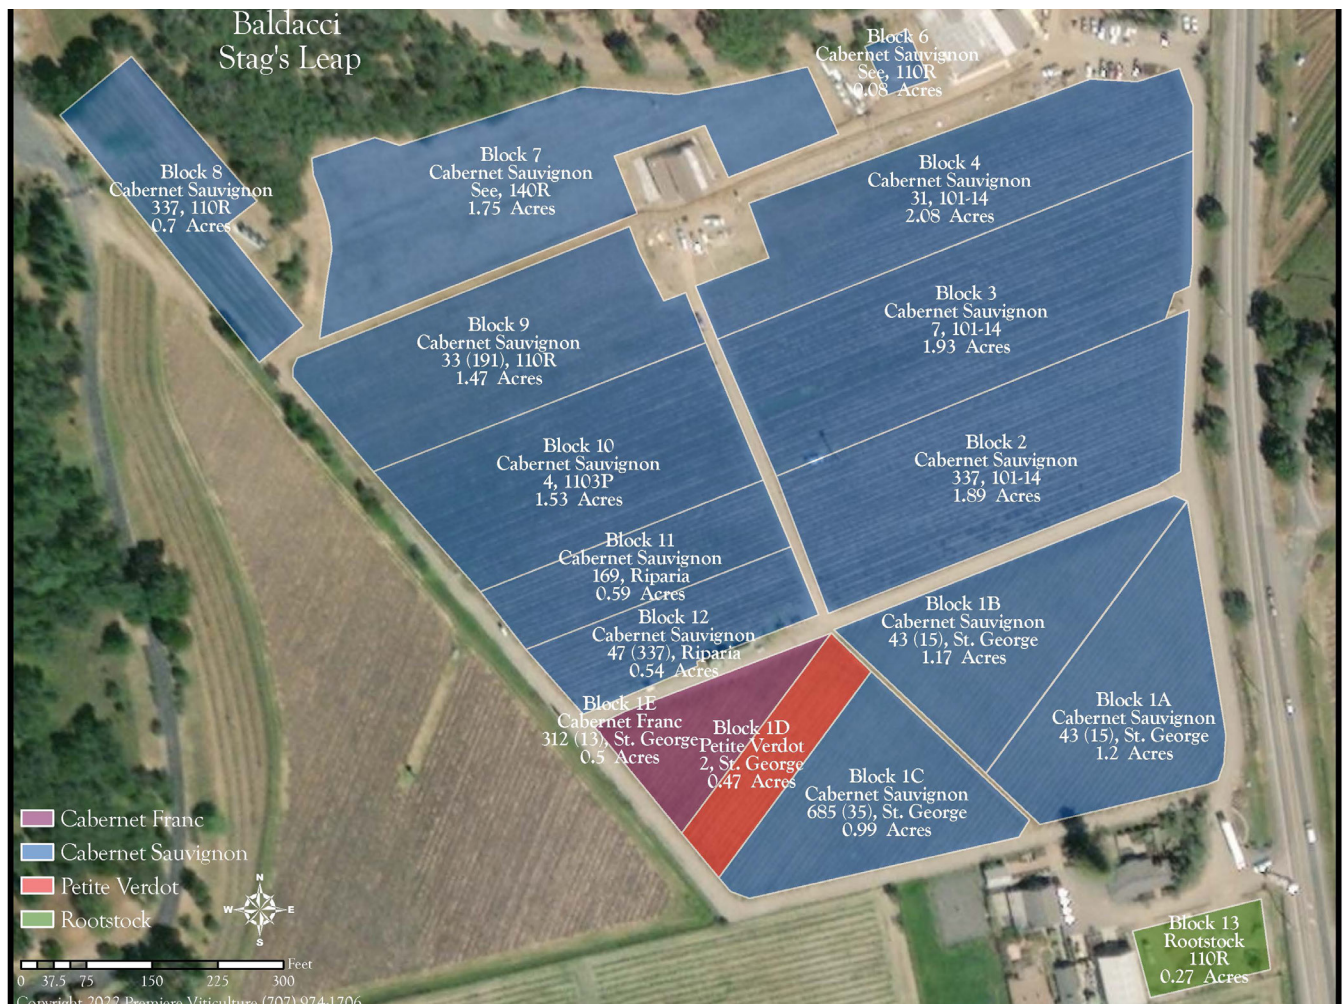 Baldacci
Stag's Leap
Block 6
Cabernet Sauvignon
See, 110R
0.08 Acres
Block 7
Cabernet Sauvignon
See, 140R
1.75 Acres
Block 8
Cabernet Sauvignon
337, 110R
0.7 Acres
Block 4
Cabernet Sauvignon
31, 101-14
2.08 Acres
Block 3
Cabernet Sauvignon
7, 101-14
1.93 Acres
Block 9
Cabernet Sauvignon
33 (191), 110R
1.47 Acres
Block 10
Cabernet Sauvignon
4, 1103P
1.53 Acres
Block 2
Cabernet Sauvignon
337, 101-14
1.89 Acres
Block 11
Cabernet Sauvignon
169, Riparia
0.59 Acres
Block 12
Cabernet Sauvignon
47 (337), Riparia
0.54 Acres
Block 1B
Cabernet Sauvignon
43 (15), St. George
1.17 Acres
Block 1A
Cabernet Sauvignon
43 (15), St. George
1.2 Acres
Block 1E
Cabernet Franc
312 (13), St. George
0.5 Acres
Block 1D
Petite Verdot
2, St. George
0.47 Acres
Block 1C
Cabernet Sauvignon
685 (35), St. George
0.99 Acres
Cabernet Franc
Cabernet Sauvignon
Petite Verdot
Rootstock
N
W E
S
Block 13
Rootstock
110R
0.27 Acres
Feet
0 37.5 75 150 225 300
Copyright 2022 Premiere Viticulture (707) 974-1706